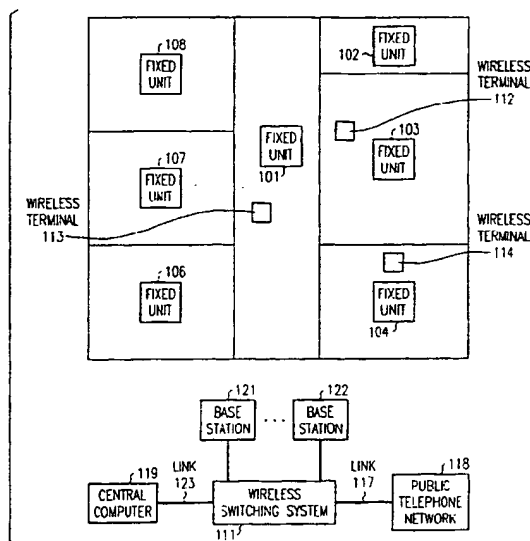 108
FIXED
UNIT
102
FIXED
UNIT
WIRELESS
TERMINAL
112
FIXED
UNIT
101
103
FIXED
UNIT
107
FIXED
UNIT
WIRELESS
TERMINAL
113
WIRELESS
TERMINAL
114
106
FIXED
UNIT
FIXED
UNIT
104
121
BASE
STATION
...
122
BASE
STATION
119
CENTRAL
COMPUTER
LINK
123
WIRELESS
SWITCHING SYSTEM
111
LINK
117
118
PUBLIC
TELEPHONE
NETWORK